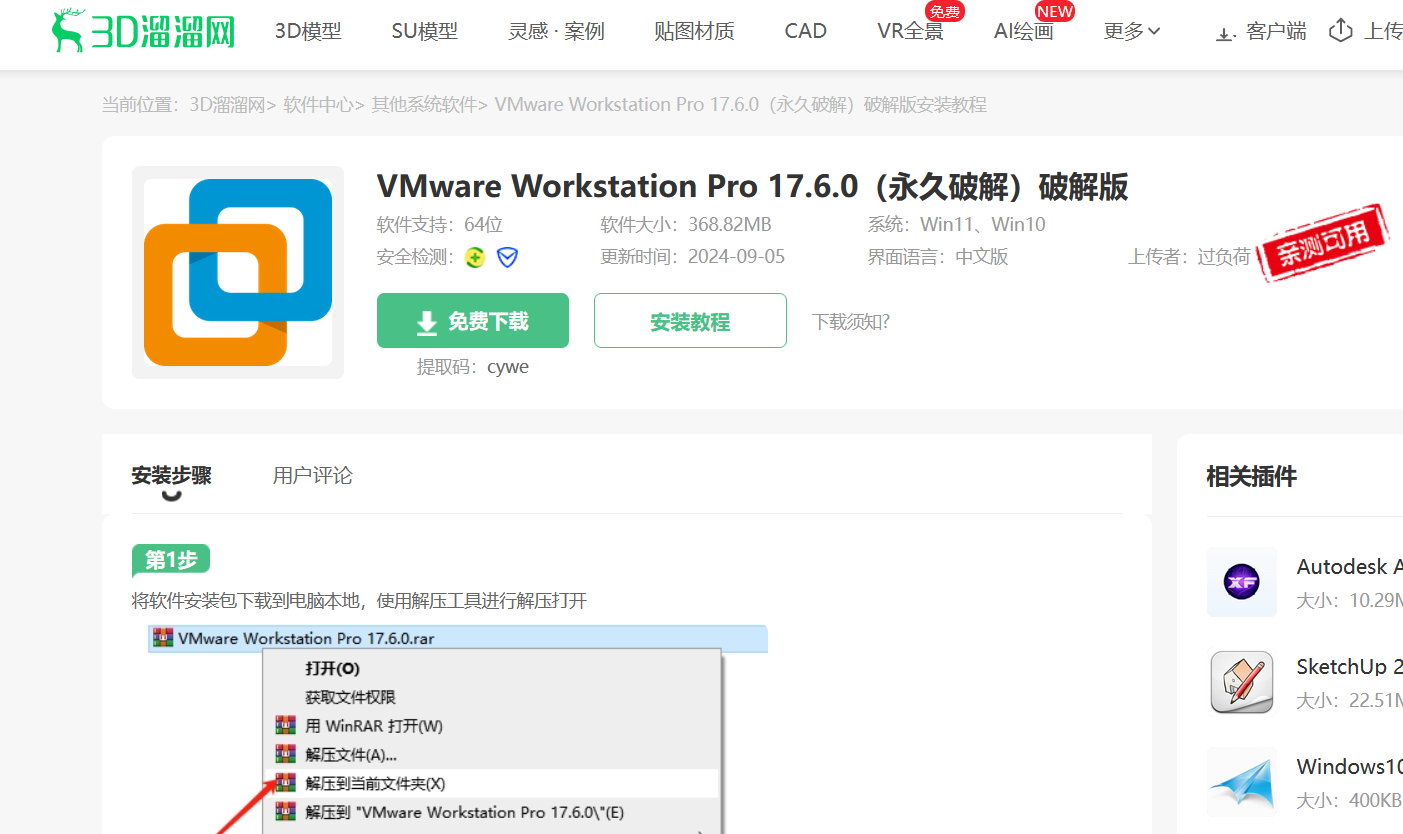 3D溜溜网
3D模型 SU模型 灵感 · 案例 贴图材质 CAD VR全景 免费 AI绘画 NEW 更多 客户端 上传
当前位置：3D溜溜网> 软件中心> 其他系统软件> VMware Workstation Pro 17.6.0（永久破解）破解版安装教程
VMware Workstation Pro 17.6.0（永久破解）破解版
软件支持：64位 软件大小：368.82MB 系统：Win11、Win10
安全检测： 更新时间：2024-09-05 界面语言：中文版 上传者：过负荷
亲测可用
免费下载 安装教程 下载须知?
提取码：cywe
安装步骤 用户评论
相关插件
第1步
将软件安装包下载到电脑本地，使用解压工具进行解压打开
VMware Workstation Pro 17.6.0.rar
打开(O)
获取文件权限
用 WinRAR 打开(W)
解压文件(A)...
解压到当前文件夹(X)
解压到 "VMware Workstation Pro 17.6.0\"(E)
XF
Autodesk A
大小：10.29M
SketchUp 2
大小：22.51M
Windows10
大小：400KB